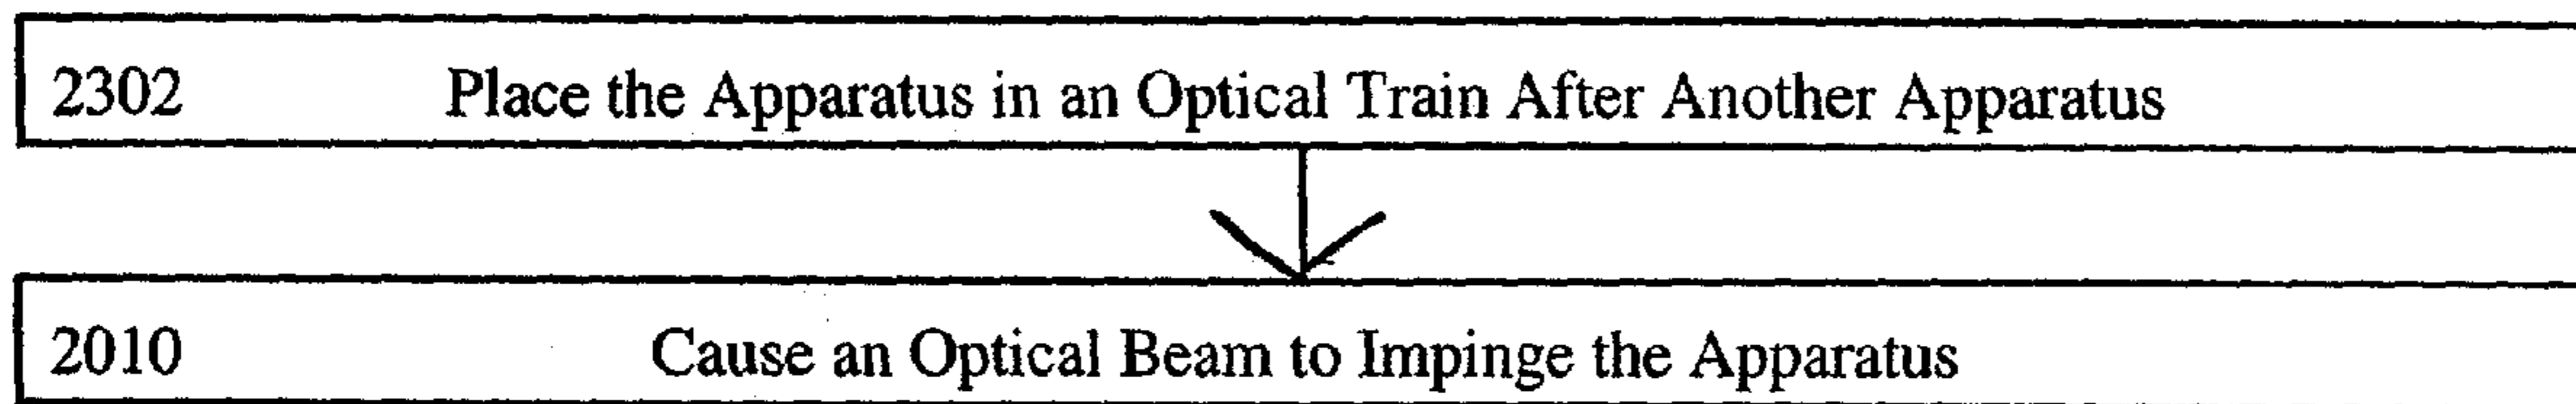 2302 Place the Apparatus in an Optical Train After Another Apparatus
2010 Cause an Optical Beam to Impinge the Apparatus